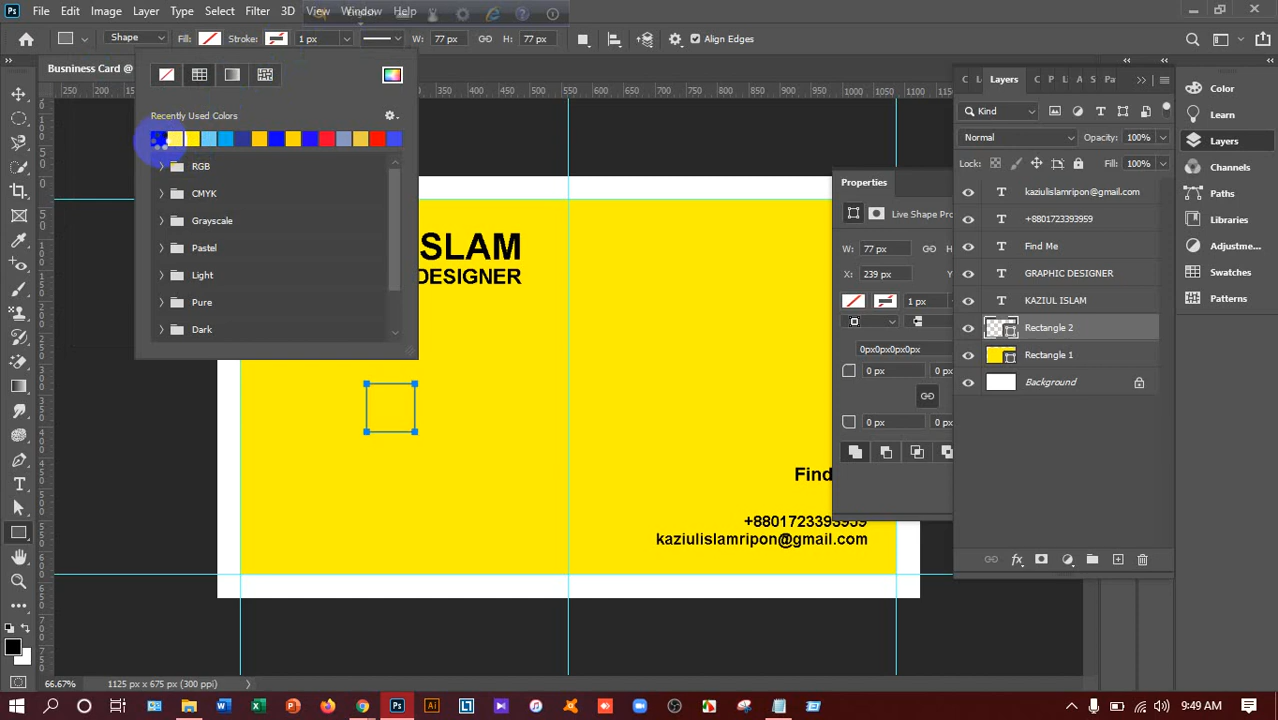 Ps File Edit Image Layer Type Select Filter 3D View Window Help
Shape Fill: Stroke: 1 px W: 77 px H: 77 px Align Edges
Busniness Card @
Recently Used Colors
RGB
CMYK
Grayscale
Pastel
Light
Pure
Dark
250 200 400 450 500 550 600 650 700 750 800 850 900 950 1000 1050 1100 1150
ISLAM
DESIGNER
Find
+8801723393959
kaziulislamripon@gmail.com
Properties
Live Shape Pro
W: 77 px H
X: 239 px Y
1 px
0px0px0px0px
0 px 0 px
0 px 0 px
C L Layers C P L A S Pa
Kind
Normal Opacity: 100%
Lock: Fill: 100%
kaziulislamripon@gmail.com
+8801723393959
Find Me
GRAPHIC DESIGNER
KAZIUL ISLAM
Rectangle 2
Rectangle 1
Background
fx
Color
Learn
Layers
Channels
Paths
Libraries
Adjustme...
Swatches
Patterns
66.67% 1125 px x 675 px (300 ppi)
9:49 AM